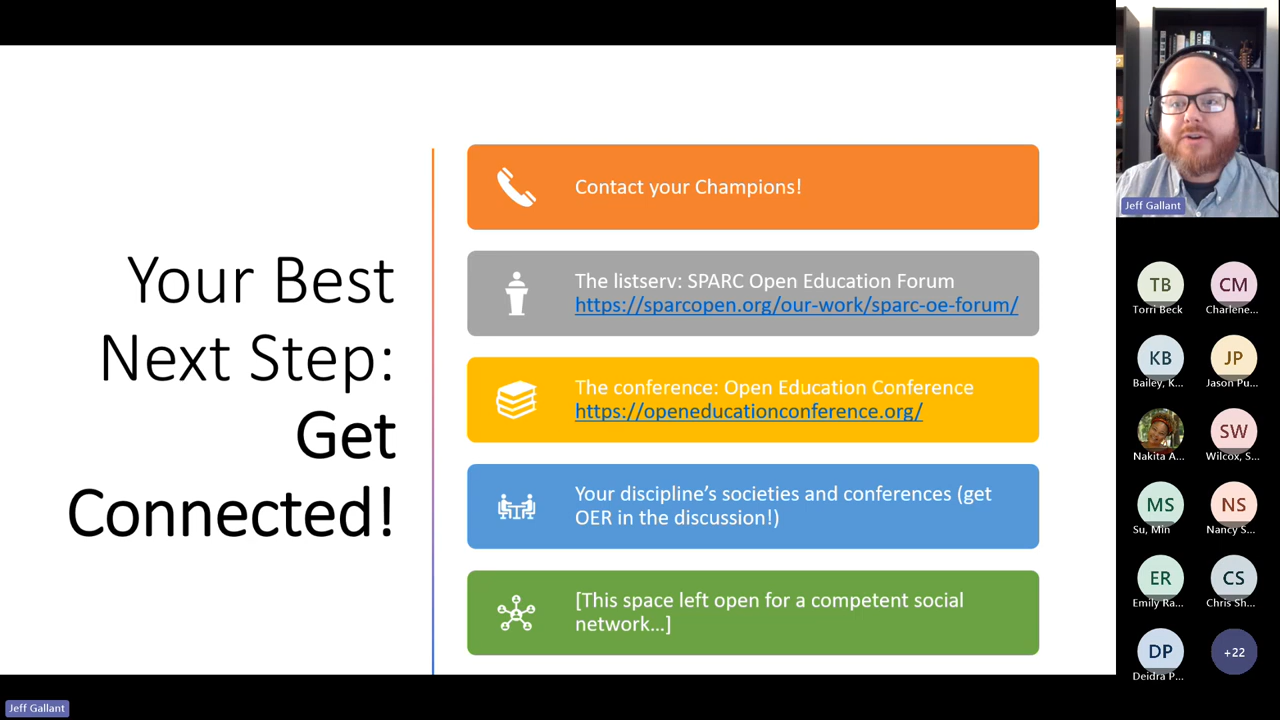 Your Best
Next Step:
Get
Connected!
Contact your Champions!
The listserv: SPARC Open Education Forum
https://sparcopen.org/our-work/sparc-oe-forum/
The conference: Open Education Conference
https://openeducationconference.org/
Your discipline's societies and conferences (get
OER in the discussion!)
[This space left open for a competent social
network...]
Jeff Gallant
TB
Torri Beck
CM
Charlene...
KB
Bailey, K...
JP
Jason Pu...
Nakita A...
SW
Wilcox, S...
MS
Su, Min
NS
Nancy S...
ER
Emily Ra...
CS
Chris Sh...
DP
Deidra P...
+22
Jeff Gallant